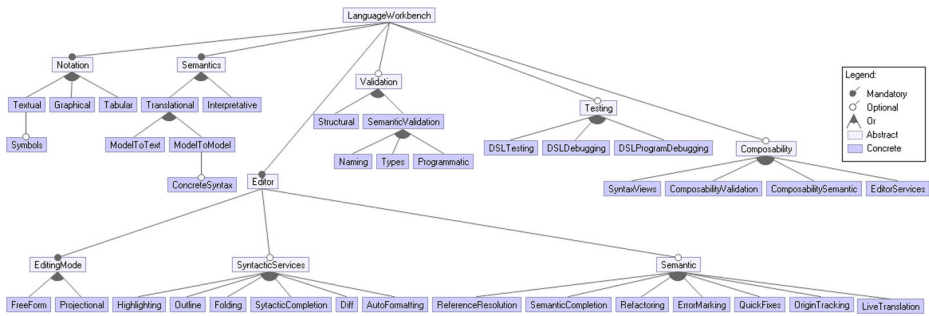 LanguageWorkbench
Notation
Semantics
Validation
Testing
Composability
Legend:
Mandatory
Optional
Or
Abstract
Concrete
Textual Graphical Tabular
Translational Interpretative
Structural SemanticValidation
DSLTesting DSLDebugging DSLProgramDebugging
Symbols
ModelToText ModelToModel
Naming Types Programmatic
ConcreteSyntax
Editor
SyntaxViews ComposabilityValidation ComposabilitySemantic EditorServices
EditingMode
SyntacticServices
Semantic
FreeForm Projectional
Highlighting Outline Folding SytacticCompletion Diff AutoFormatting
ReferenceResolution SemanticCompletion Refactoring ErrorMarking QuickFixes OriginTracking LiveTranslation